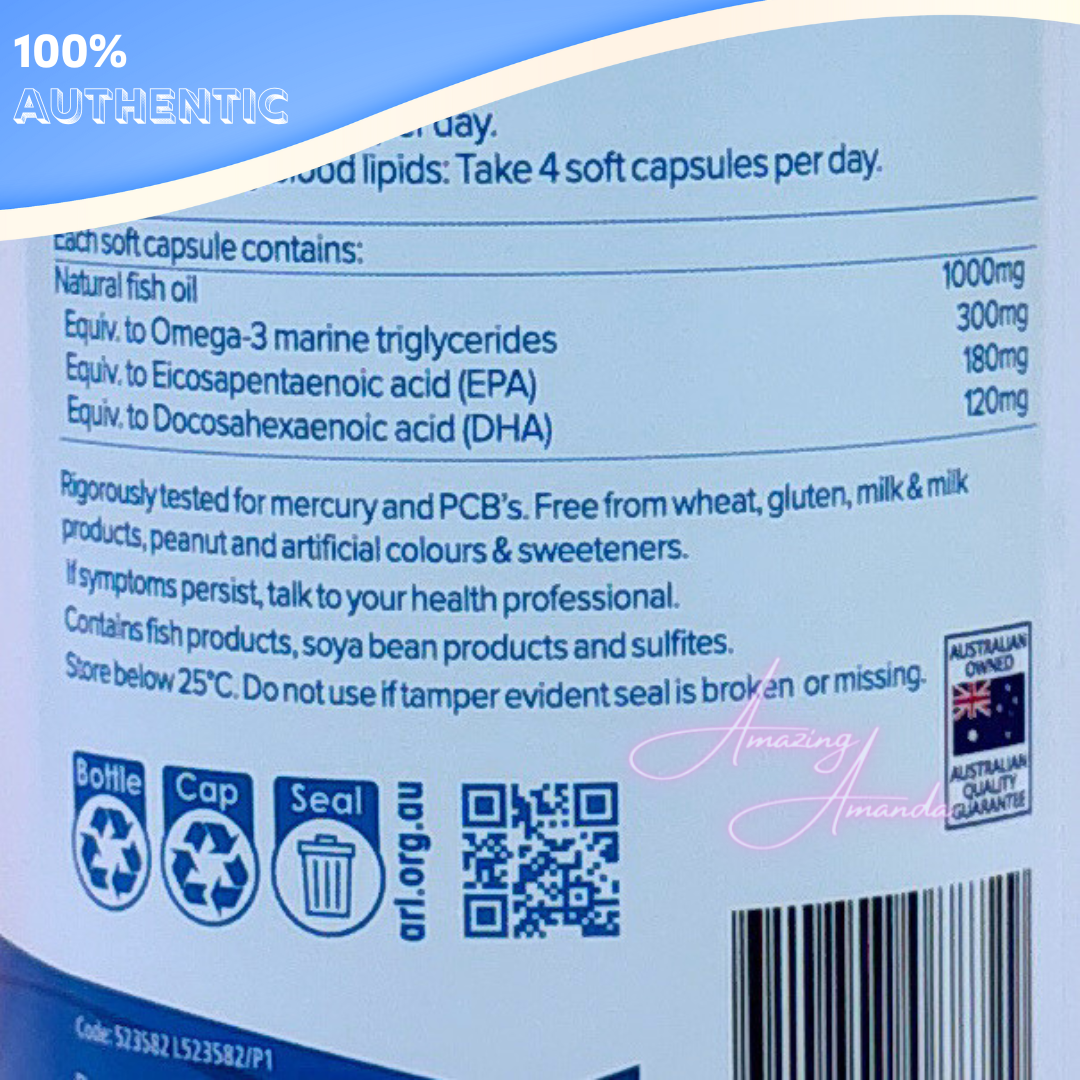 100%
AUTHENTIC
day.
lipids: Take 4 soft capsules per day.
Each soft capsule contains:
Natural fish oil 1000mg
Equiv. to Omega-3 marine triglycerides 300mg
Equiv. to Eicosapentaenoic acid (EPA) 180mg
Equiv. to Docosahexaenoic acid (DHA) 120mg
Rigorously tested for mercury and PCB's. Free from wheat, gluten, milk & milk
products, peanut and artificial colours & sweeteners.
If symptoms persist, talk to your health professional.
Contains fish products, soya bean products and sulfites.
Store below 25°C. Do not use if tamper evident seal is broken or missing.
AUSTRALIAN
OWNED
AUSTRALIAN
QUALITY
GUARANTEE
Amazing
Amanda
Bottle
Cap
Seal
arl.org.au
Code: 523582 L523582/P1